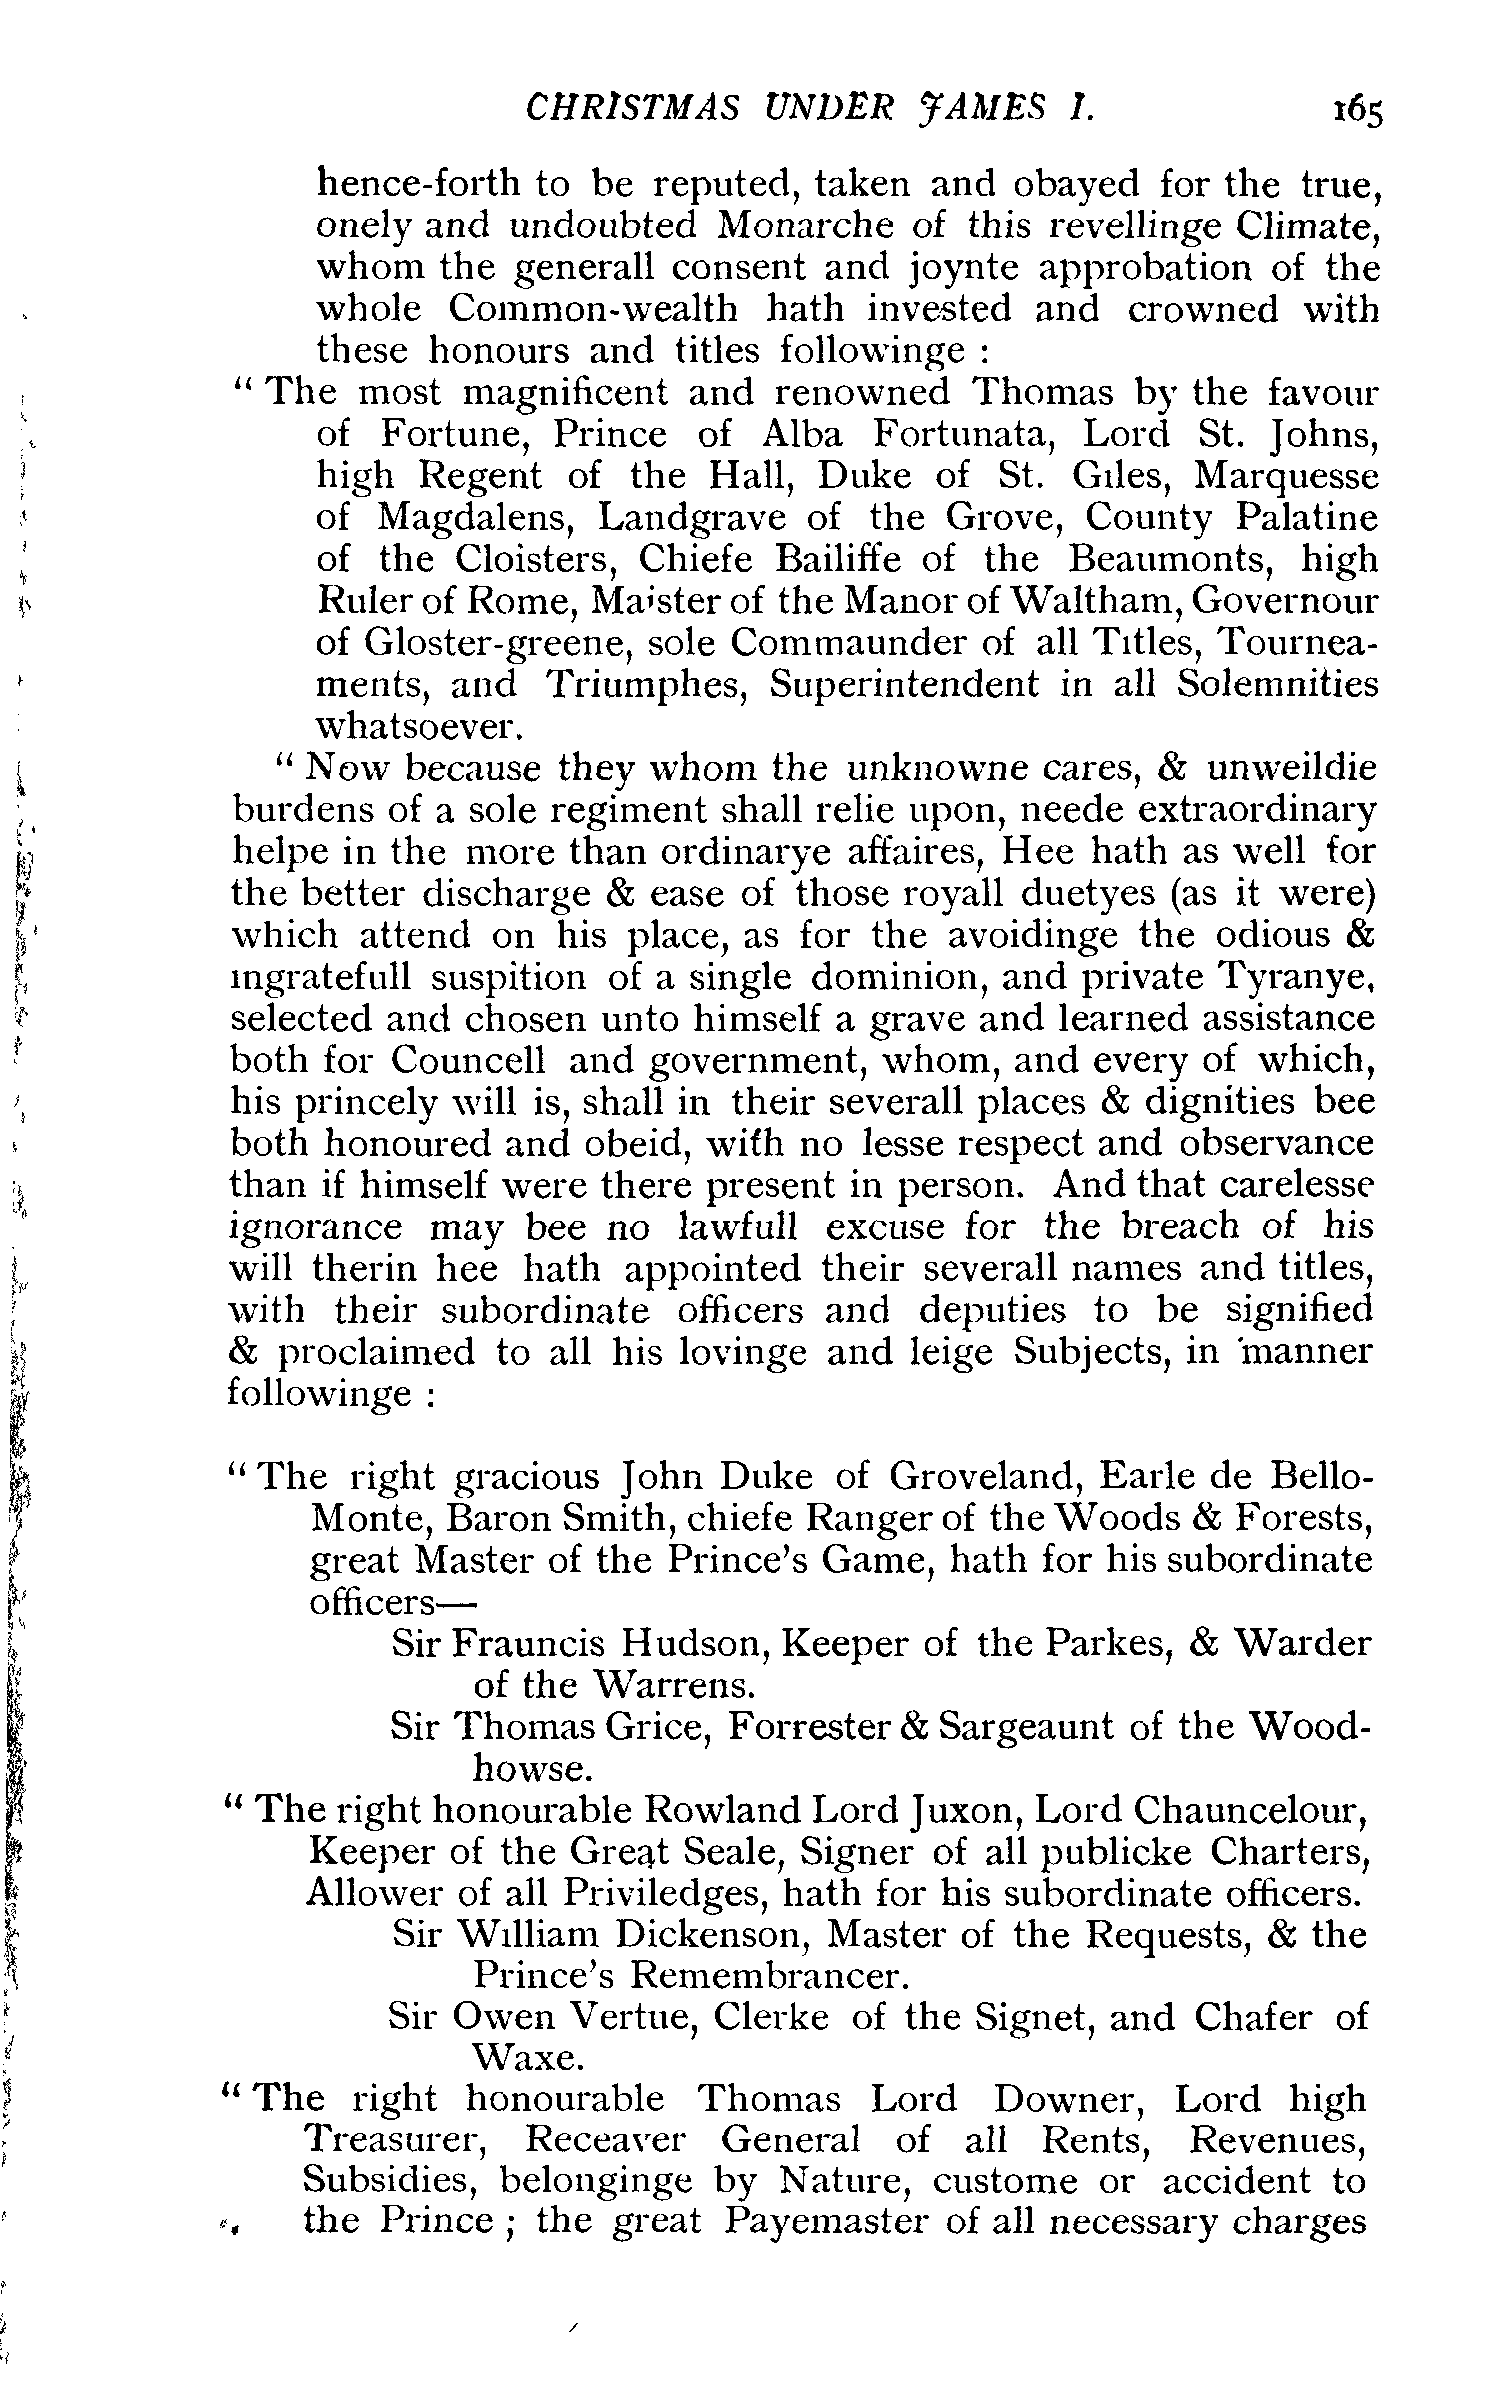 CHRISTMAS UNDER JAMES I. 165
hence-forth to be reputed, taken and obayed for the true,
onely and undoubted Monarche of this revellinge Climate,
whom the generall consent and joynte approbation of the
whole Common-wealth hath invested and crowned with
these honours and titles followinge :
" The most magnificent and renowned Thomas by the favour
of Fortune, Prince of Alba Fortunata, Lord St. Johns,
high Regent of the Hall, Duke of St. Giles, Marquesse
of Magdalens, Landgrave of the Grove, County Palatine
of the Cloisters, Chiefe Bailiffe of the Beaumonts, high
Ruler of Rome, Maister of the Manor of Waltham, Governour
of Gloster-greene, sole Commaunder of all Titles, Tournea-
ments, and Triumphes, Superintendent in all Solemnities
whatsoever.
" Now because they whom the unknowne cares, & unweildie
burdens of a sole regiment shall relie upon, neede extraordinary
helpe in the more than ordinarye affaires, Hee hath as well for
the better discharge & ease of those royall duetyes (as it were)
which attend on his place, as for the avoidinge the odious &
ingratefull suspition of a single dominion, and private Tyranye,
selected and chosen unto himself a grave and learned assistance
both for Councell and government, whom, and every of which,
his princely will is, shall in their severall places & dignities bee
both honoured and obeid, with no lesse respect and observance
than if himself were there present in person. And that carelesse
ignorance may bee no lawfull excuse for the breach of his
will therin hee hath appointed their severall names and titles,
with their subordinate officers and deputies to be signified
& proclaimed to all his lovinge and leige Subjects, in manner
followinge :
" The right gracious John Duke of Groveland, Earle de Bello-
Monte, Baron Smith, chiefe Ranger of the Woods & Forests,
great Master of the Prince's Game, hath for his subordinate
officers—
Sir Frauncis Hudson, Keeper of the Parkes, & Warder
of the Warrens.
Sir Thomas Grice, Forrester & Sargeaunt of the Wood-
howse.
" The right honourable Rowland Lord Juxon, Lord Chauncelour,
Keeper of the Great Seale, Signer of all publicke Charters,
Allower of all Priviledges, hath for his subordinate officers.
Sir William Dickenson, Master of the Requests, & the
Prince's Remembrancer.
Sir Owen Vertue, Clerke of the Signet, and Chafer of
Waxe.
" The right honourable Thomas Lord Downer, Lord high
Treasurer, Receaver General of all Rents, Revenues,
Subsidies, belonginge by Nature, custome or accident to
the Prince ; the great Payemaster of all necessary charges